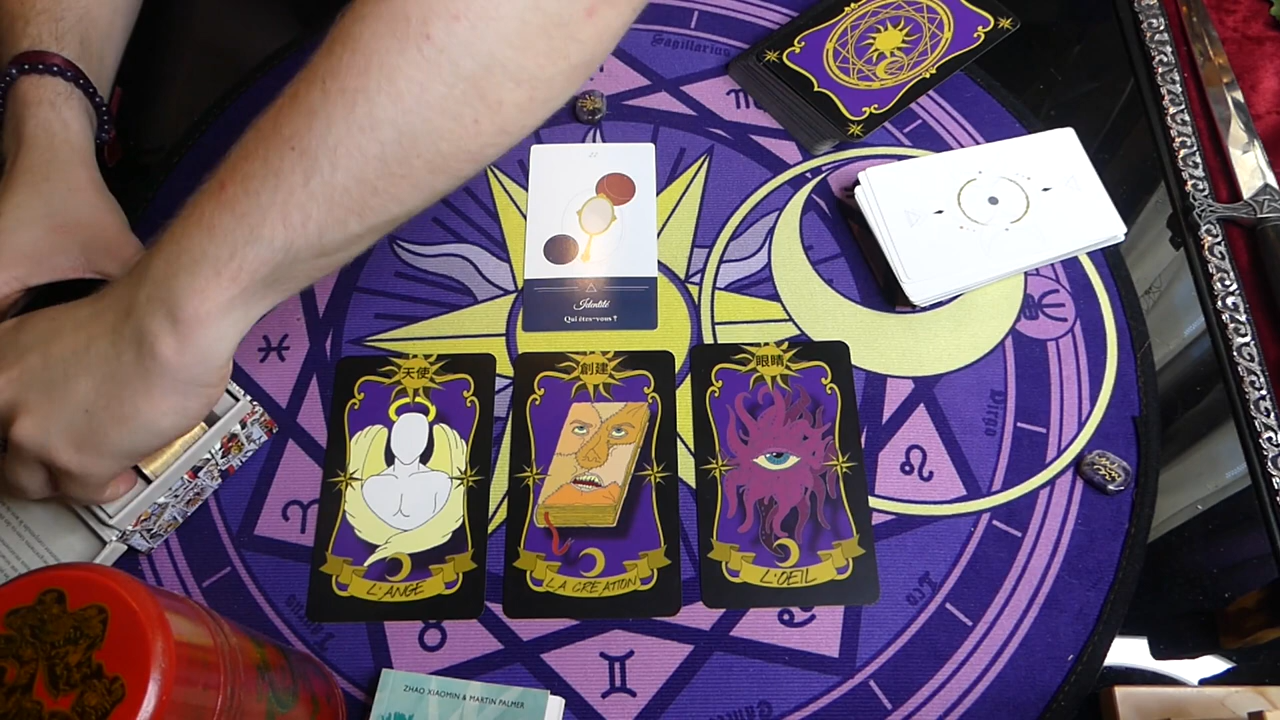 Sagittarius
22
Identité
Qui êtes-vous ?
天使
創建
眼睛
L'ANGE
LA CRÉATION
L'OEIL
Virgo
Leo
ZHAO XIAOMIN & MARTIN PALMER